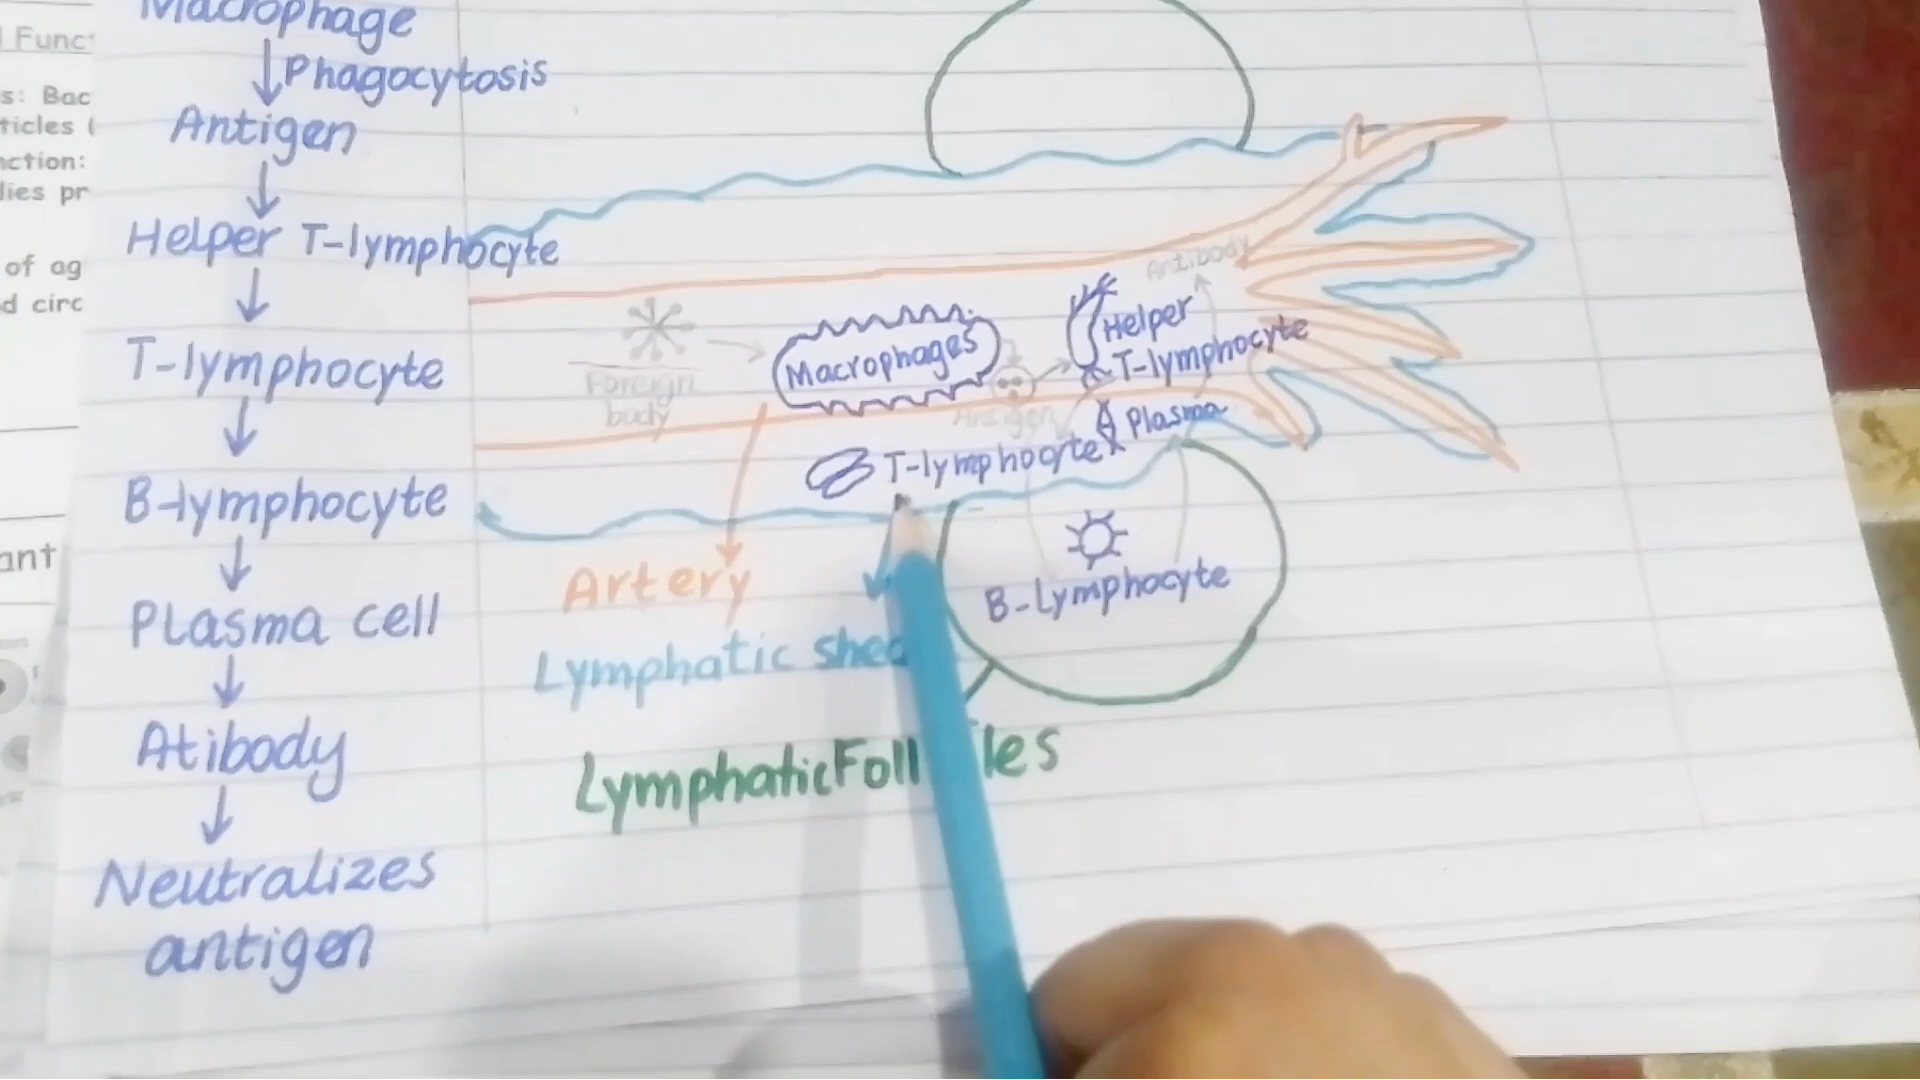 Macrophage
Phagocytosis
Antigen
Helper T-lymphocyte
T-lymphocyte
B-lymphocyte
PLasma cell
Atibody
Neutralizes
antigen
Antibody
Foreign
body
Macrophages
Helper
T-lymphocyte
Antigen
Plasma
T-lymphocyte
B-Lymphocyte
Artery
Lymphatic
Lymphatic
s: Bac
ticles (
ction:
lies pr
of ag
d circ
ant
Funct